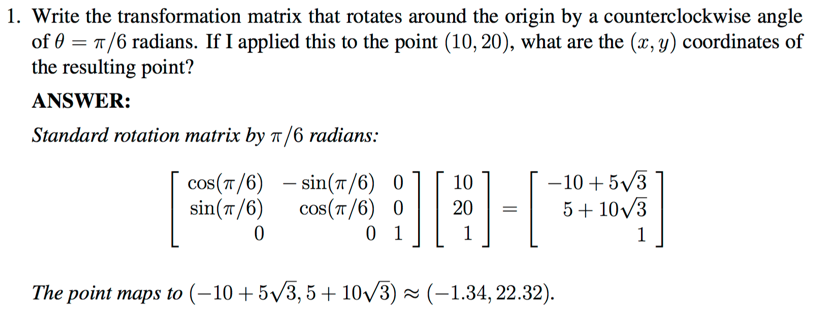 1. Write the transformation matrix that rotates around the origin by a counterclockwise angle
of θ = π/6 radians. If I applied this to the point (10, 20), what are the (x, y) coordinates of
the resulting point?
ANSWER:
Standard rotation matrix by π/6 radians:
[ cos(π/6) − sin(π/6) 0 ] [ 10 ] [ −10 + 5√3 ]
[ sin(π/6) cos(π/6) 0 ] [ 20 ] = [ 5 + 10√3 ]
[ 0 0 1 ] [ 1 ] [ 1 ]
The point maps to (−10 + 5√3, 5 + 10√3) ≈ (−1.34, 22.32).